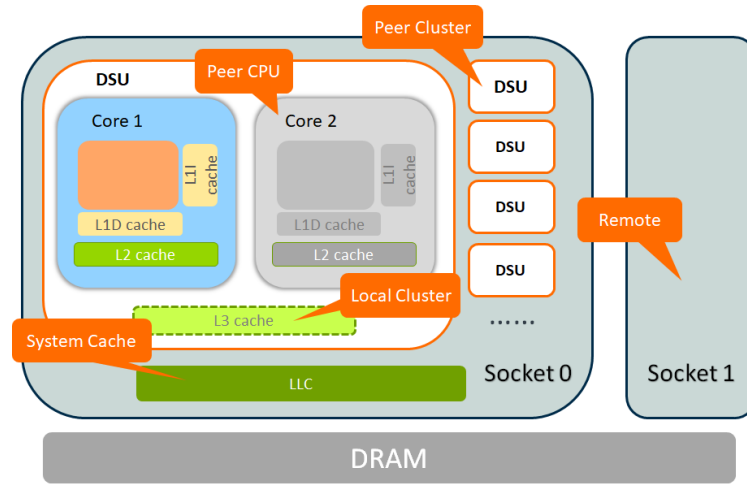 Peer Cluster
DSU
Peer CPU
DSU
Core 1
Core 2
L1I
cache
L1I
cache
DSU
L1D cache
L1D cache
DSU
Remote
L2 cache
L2 cache
DSU
Local Cluster
L3 cache
......
System Cache
Socket 0
Socket 1
LLC
DRAM